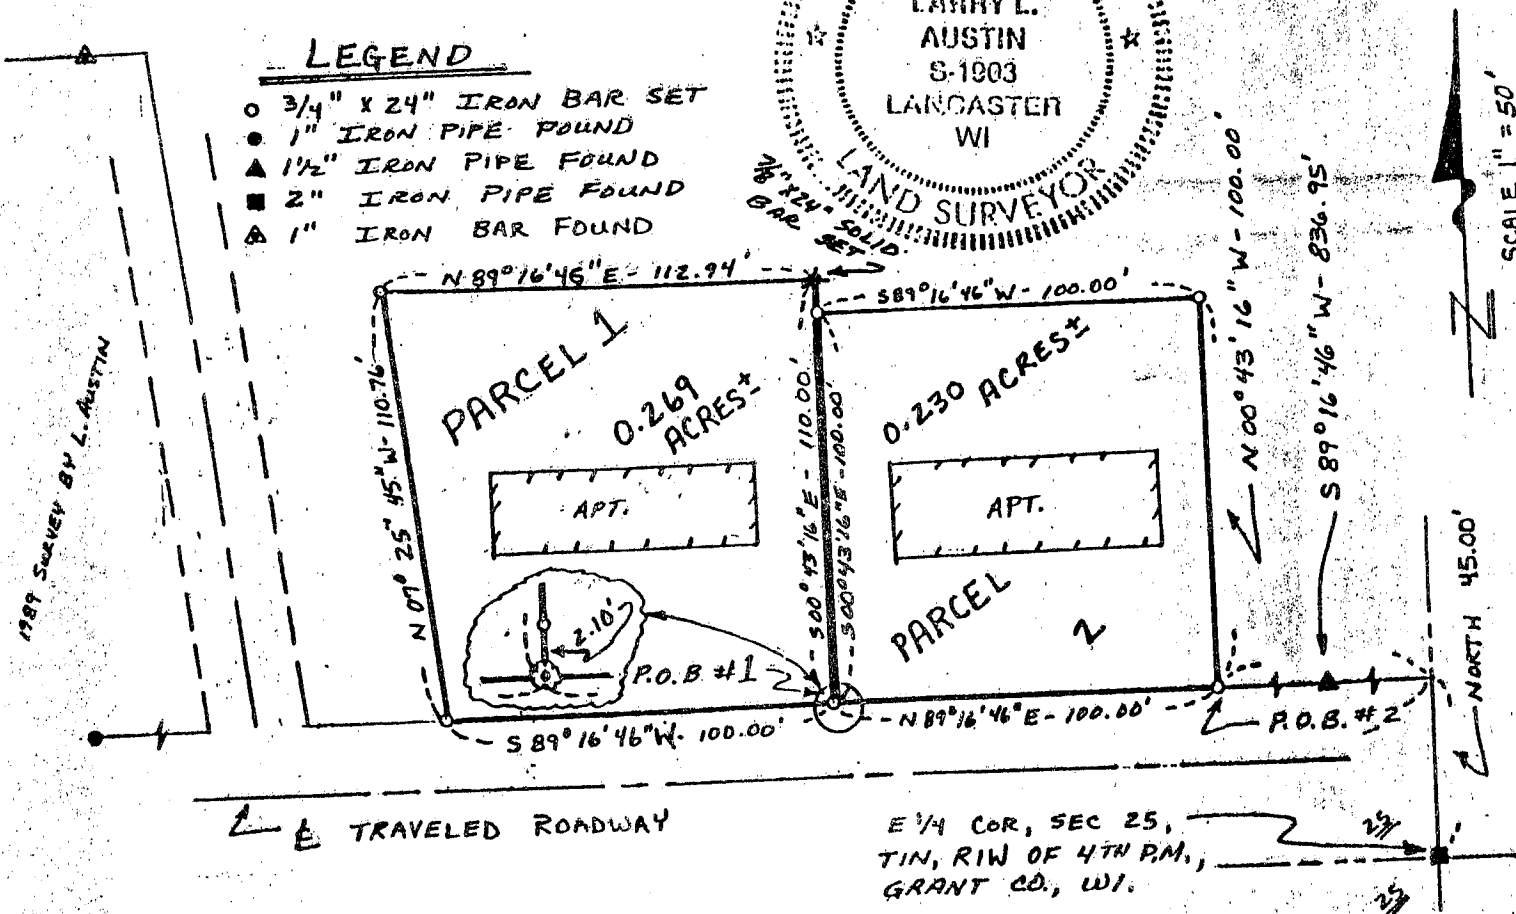 LEGEND
3/4" X 24" IRON BAR SET
1" IRON PIPE FOUND
1 1/2" IRON PIPE FOUND
2" IRON PIPE FOUND
1" IRON BAR FOUND
LARRY L.
AUSTIN
S-1903
LANCASTER
WI
LAND SURVEYOR
X24" SOLID
BAR SET
SCALE 1" = 50'
N 89°16'46" E - 112.94'
S 89°16'46" W - 100.00'
N 00°43'16" W - 100.00'
S 89°16'46" W - 836.95'
1989 SURVEY BY L. AUSTIN
N 07° 25" 45" W - 110.76'
PARCEL 1
0.269
ACRES±
APT.
S 00°43'16" E - 110.00'
S 00°43'16" E - 100.00'
0.230 ACRES±
APT.
PARCEL 2
2.10'
P.O.B #1
S 89°16'46" W - 100.00'
N 89°16'46" E - 100.00'
P.O.B. #2
NORTH 45.00'
℄ TRAVELED ROADWAY
E 1/4 COR, SEC 25,
T1N, R1W OF 4TH P.M.,
GRANT CO., WI.
25
25